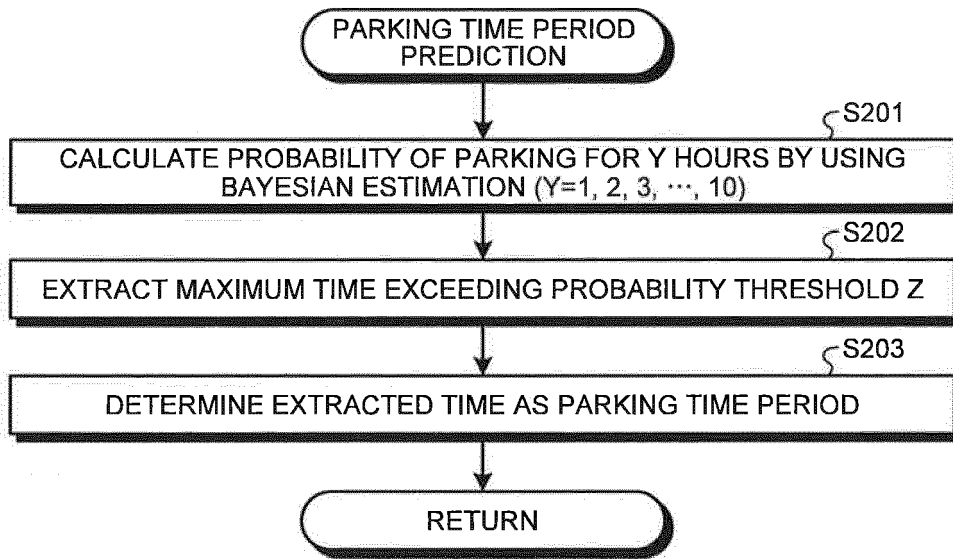 PARKING TIME PERIOD
PREDICTION
S201
CALCULATE PROBABILITY OF PARKING FOR Y HOURS BY USING
BAYESIAN ESTIMATION (Y=1, 2, 3, ···, 10)
S202
EXTRACT MAXIMUM TIME EXCEEDING PROBABILITY THRESHOLD Z
S203
DETERMINE EXTRACTED TIME AS PARKING TIME PERIOD
RETURN